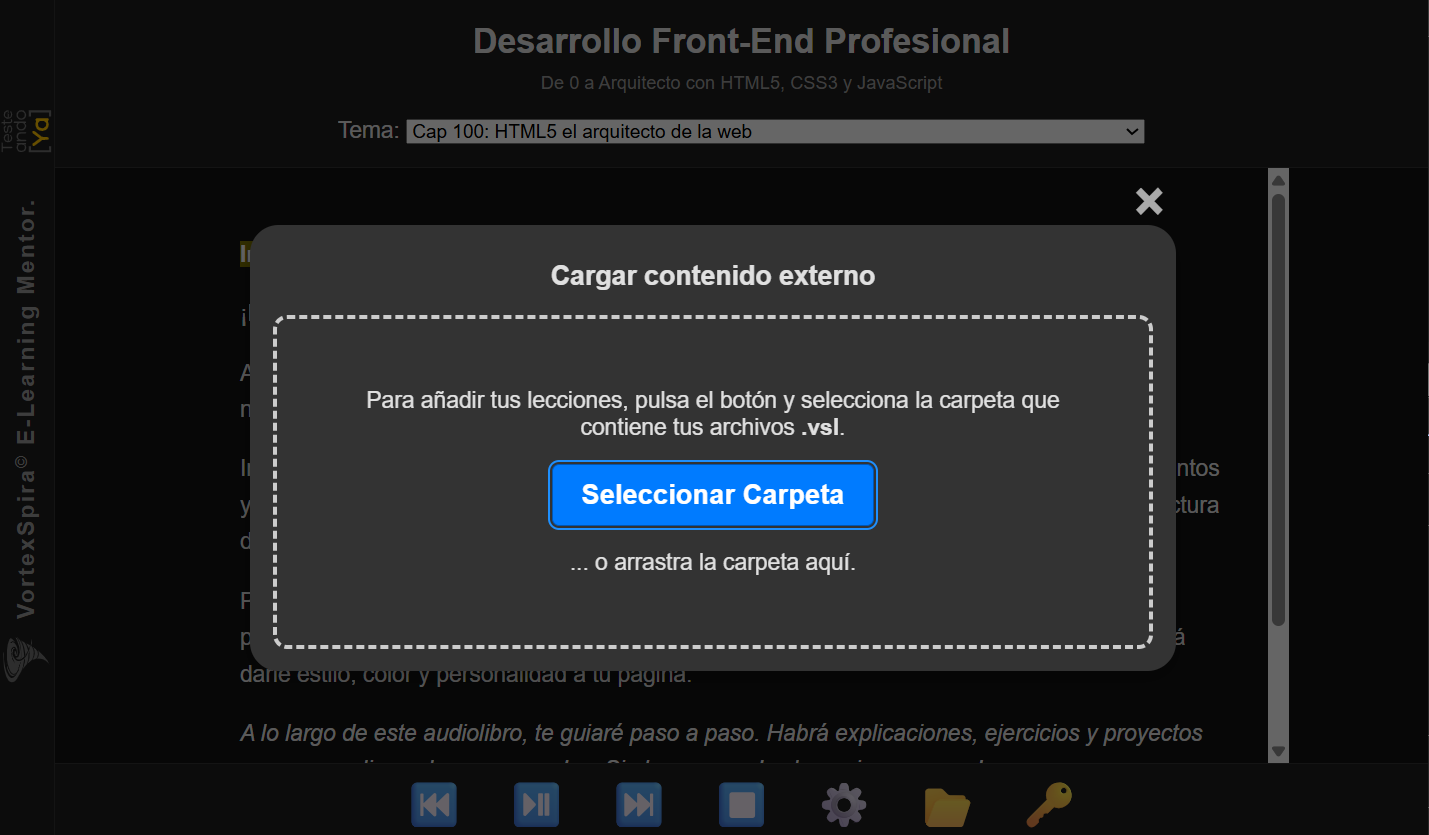 Desarrollo Front-End Profesional
De 0 a Arquitecto con HTML5, CSS3 y JavaScript
Tema: Cap 100: HTML5 el arquitecto de la web
Teste
ando
[Ya]
VortexSpira© E-Learning Mentor.
Cargar contenido externo
Para añadir tus lecciones, pulsa el botón y selecciona la carpeta que
contiene tus archivos .vsl.
Seleccionar Carpeta
... o arrastra la carpeta aquí.
darle estilo, color y personalidad a tu página.
A lo largo de este audiolibro, te guiaré paso a paso. Habrá explicaciones, ejercicios y proyectos